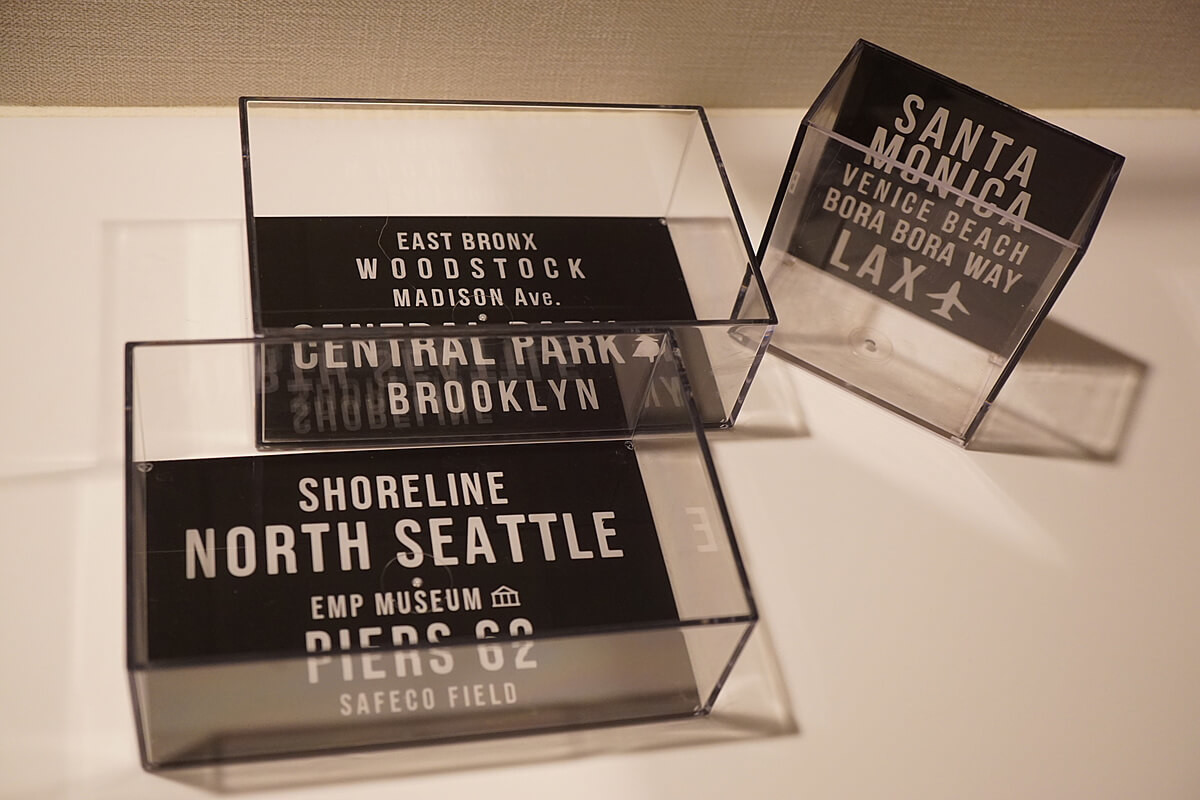 EAST BRONX
WOODSTOCK
MADISON Ave.
CENTRAL PARK
BROOKLYN
SANTA
MONICA
VENICE BEACH
BORA BORA WAY
LAX
SHORELINE
NORTH SEATTLE
EMP MUSEUM
PIERS 62
SAFECO FIELD